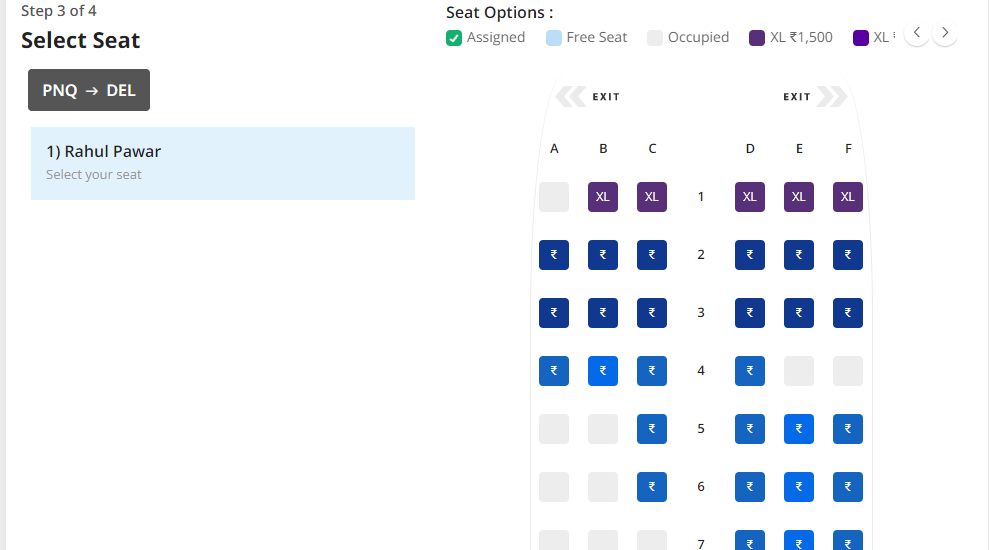 Step 3 of 4
Select Seat
PNQ → DEL
1) Rahul Pawar
Select your seat
Seat Options :
Assigned Free Seat Occupied XL ₹1,500 XL
EXIT EXIT
A B C D E F
XL XL 1 XL XL XL
₹ ₹ ₹ 2 ₹ ₹ ₹
₹ ₹ ₹ 3 ₹ ₹ ₹
₹ ₹ ₹ 4 ₹
₹ 5 ₹ ₹ ₹
₹ 6 ₹ ₹ ₹
7 ₹ ₹ ₹